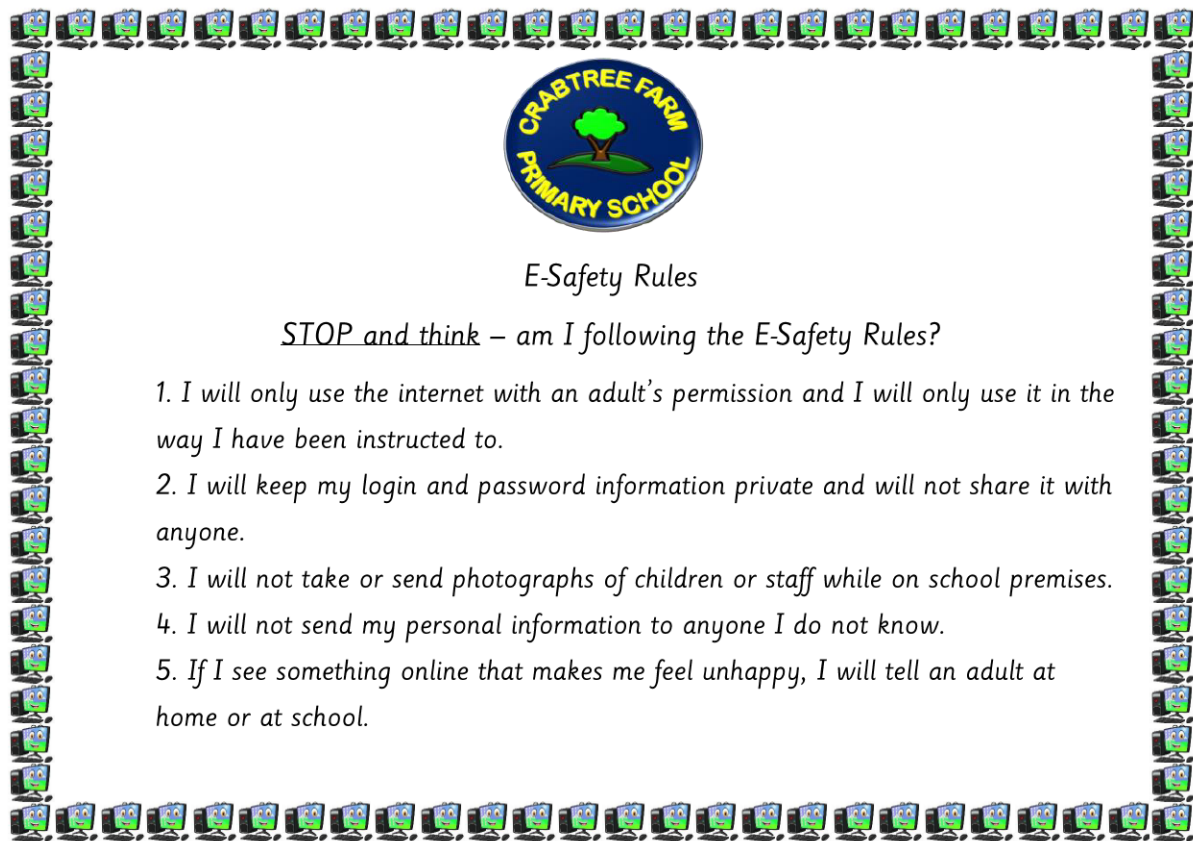 CRABTREE FARM
PRIMARY SCHOOL
E-Safety Rules
STOP and think – am I following the E-Safety Rules?
1. I will only use the internet with an adult’s permission and I will only use it in the
way I have been instructed to.
2. I will keep my login and password information private and will not share it with
anyone.
3. I will not take or send photographs of children or staff while on school premises.
4. I will not send my personal information to anyone I do not know.
5. If I see something online that makes me feel unhappy, I will tell an adult at
home or at school.